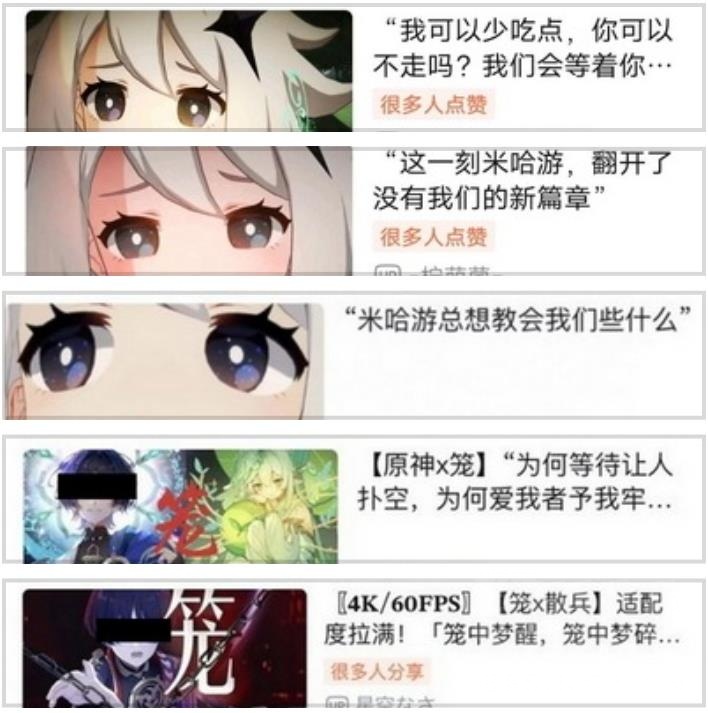 “我可以少吃点，你可以
不走吗？我们会等着你…
很多人点赞
“这一刻米哈游，翻开了
没有我们的新篇章”
很多人点赞
“米哈游总想教会我们些什么”
【原神x笼】“为何等待让人
扑空，为何爱我者予我牢…
笼
〖4K/60FPS〗【笼x散兵】适配
度拉满！「笼中梦醒，笼中梦碎…
笼
很多人分享
UP 星空なさ